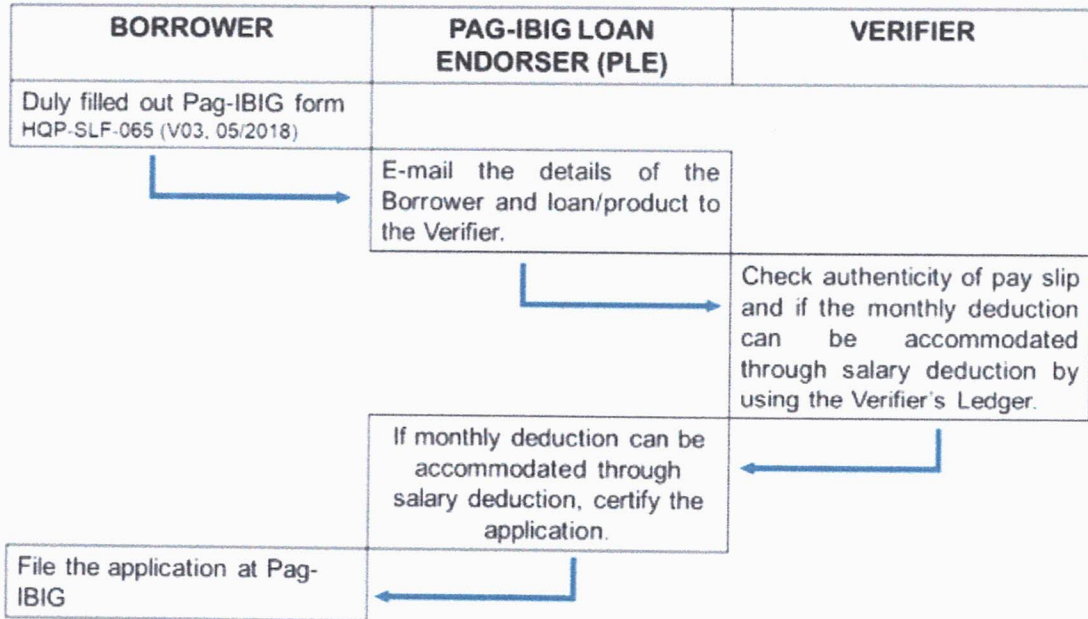 BORROWER
PAG-IBIG LOAN
ENDORSER (PLE)
VERIFIER
Duly filled out Pag-IBIG form
HQP-SLF-065 (V03, 05/2018)
E-mail the details of the
Borrower and loan/product to
the Verifier.
Check authenticity of pay slip
and if the monthly deduction
can be accommodated
through salary deduction by
using the Verifier's Ledger.
If monthly deduction can be
accommodated through
salary deduction, certify the
application.
File the application at Pag-
IBIG